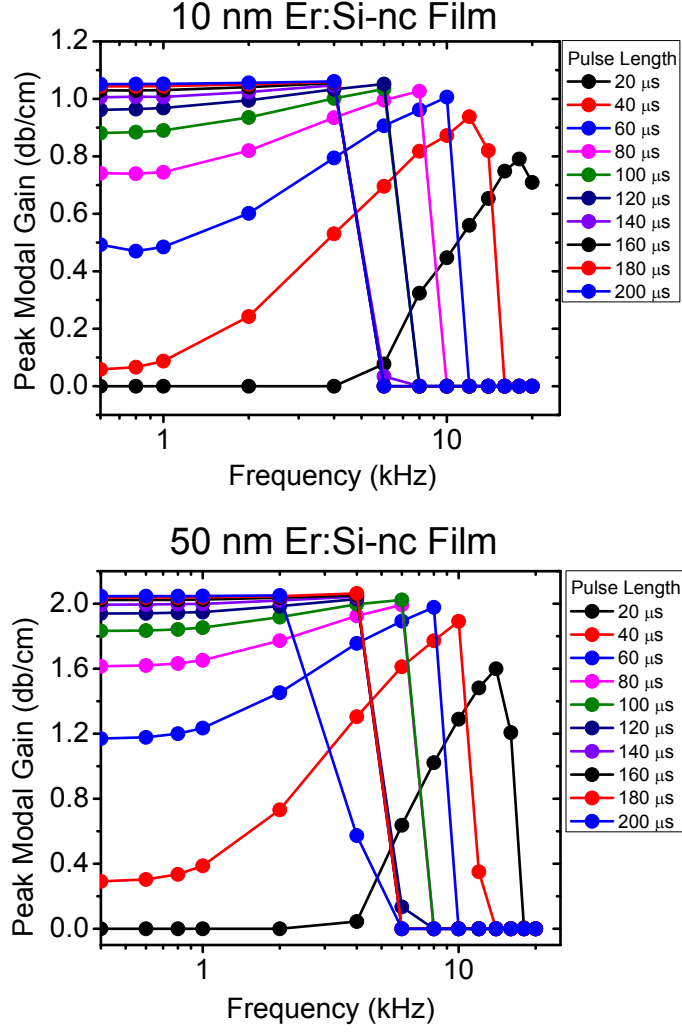 10 nm Er:Si-nc Film
1.2
1.0
0.8
0.6
0.4
0.2
0.0
Peak Modal Gain (db/cm)
1
10
Frequency (kHz)
Pulse Length
20 μs
40 μs
60 μs
80 μs
100 μs
120 μs
140 μs
160 μs
180 μs
200 μs
50 nm Er:Si-nc Film
2.0
1.6
1.2
0.8
0.4
0.0
Peak Modal Gain (db/cm)
1
10
Frequency (kHz)
Pulse Length
20 μs
40 μs
60 μs
80 μs
100 μs
120 μs
140 μs
160 μs
180 μs
200 μs